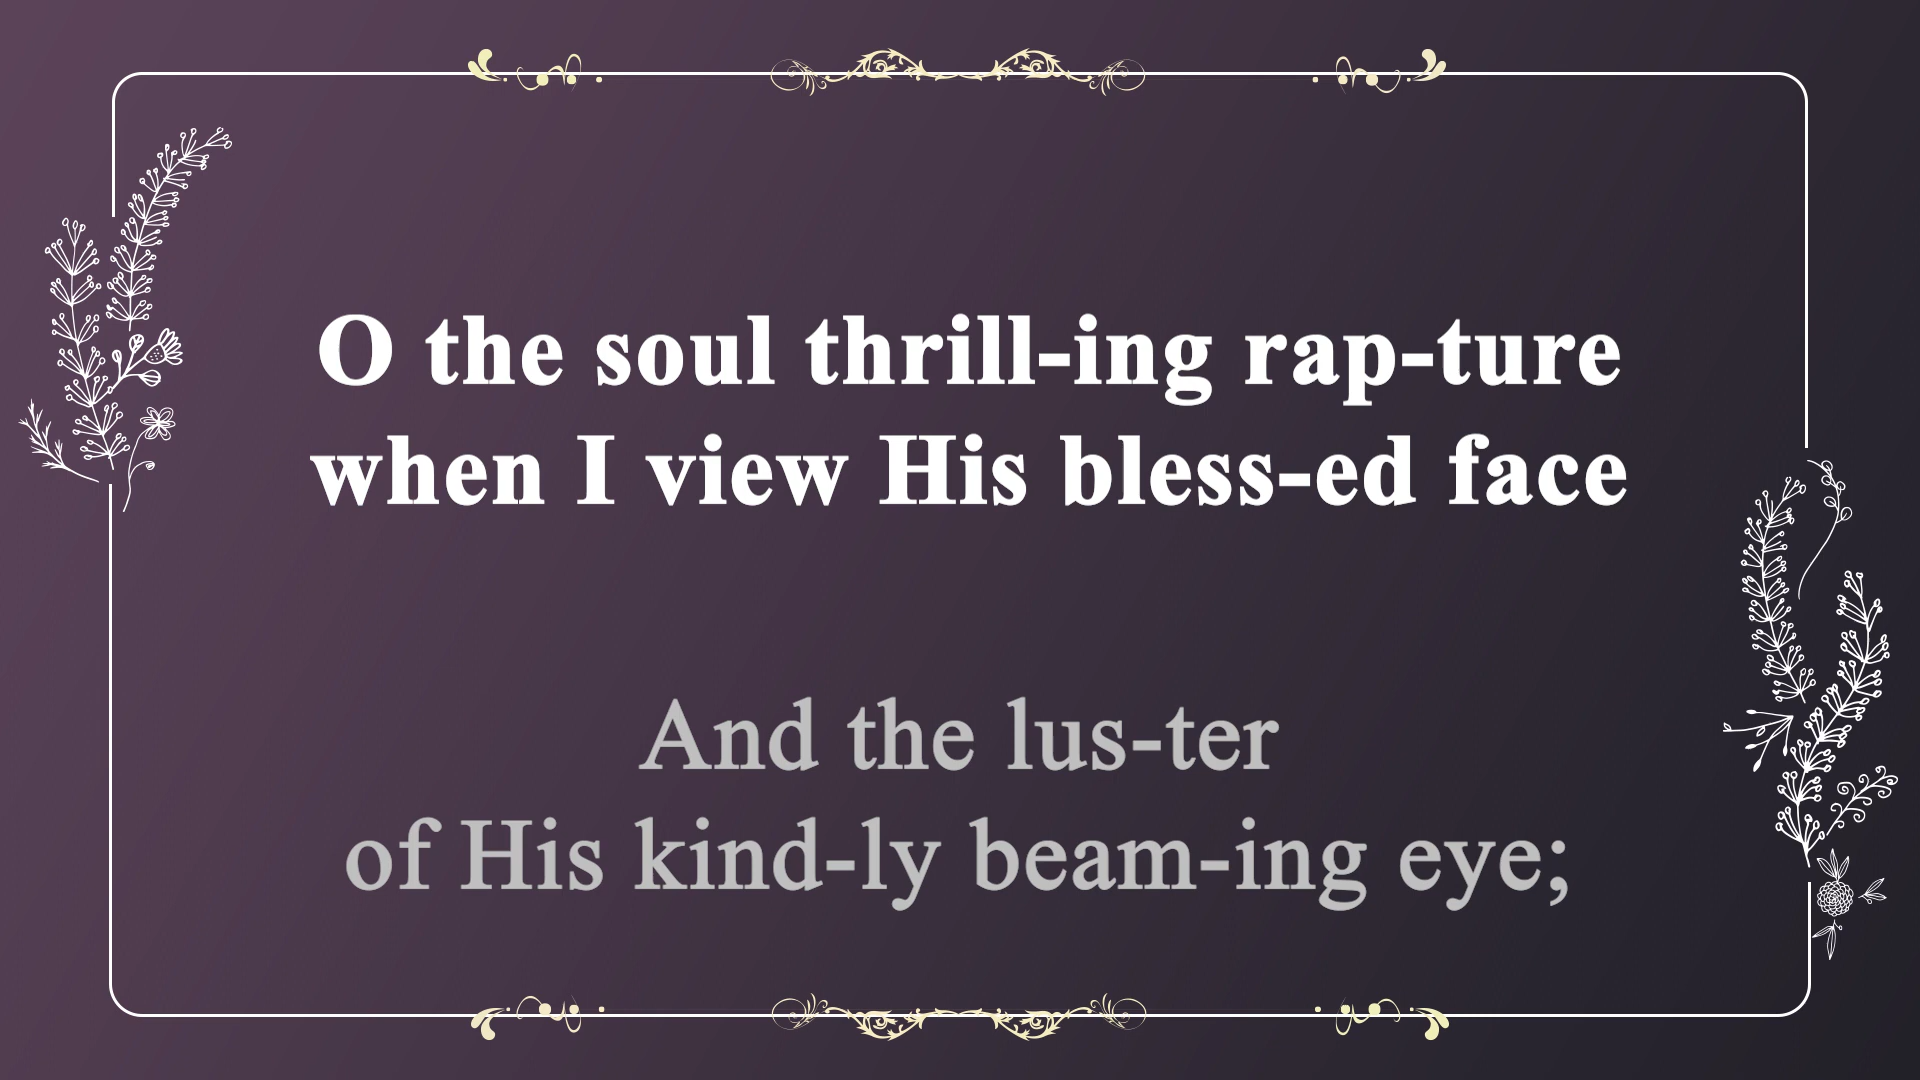 O the soul thrill-ing rap-ture
when I view His bless-ed face
And the lus-ter
of His kind-ly beam-ing eye;